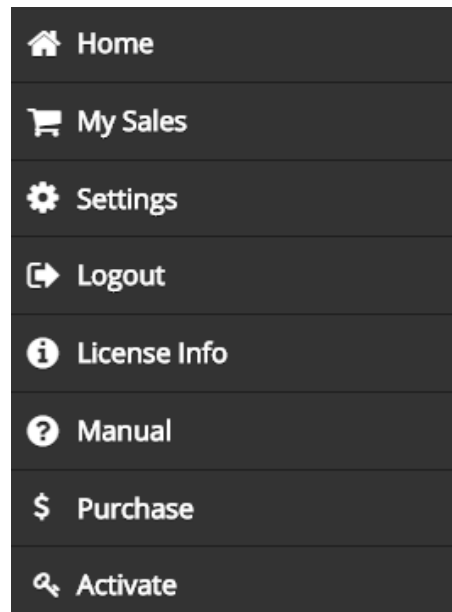 Home
My Sales
Settings
Logout
License Info
Manual
$ Purchase
Activate